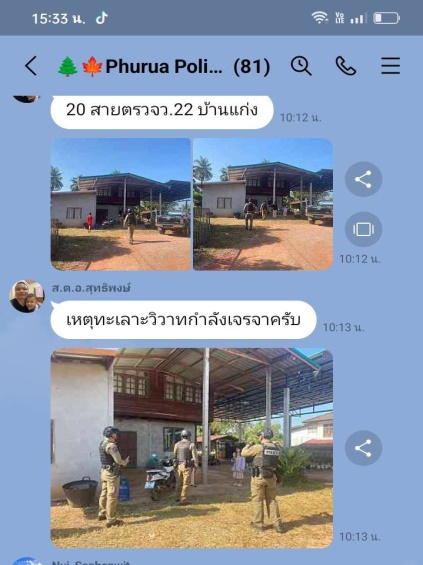 15:33 น.
🌲🍁Phurua Poli... (81)
20 สายตรวจว.22 บ้านแก่ง
10:12 น.
10:12 น.
ส.ต.อ.สุทธิพงษ์
เหตุทะเลาะวิวาทกำลังเจรจาครับ
10:13 น.
10:13 น.